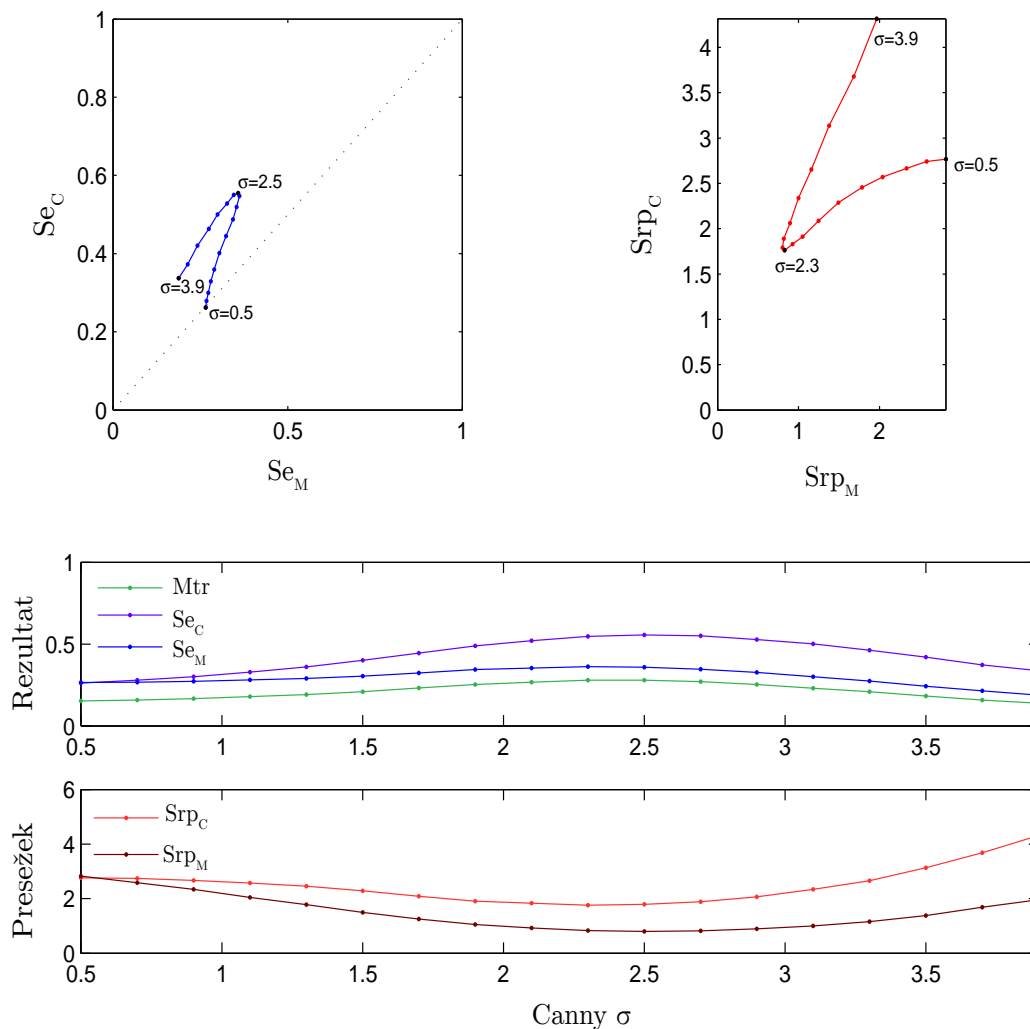 1
0.8
0.6
0.4
0.2
0
0
0.5
1
Se_C
Se_M
σ=2.5
σ=3.9
σ=0.5
4
3.5
3
2.5
2
1.5
1
0.5
0
0
1
2
Srp_C
Srp_M
σ=3.9
σ=0.5
σ=2.3
Rezultat
1
0.5
0
Mtr
Se_C
Se_M
0.5 1 1.5 2 2.5 3 3.5
Presežek
6
4
2
0
Srp_C
Srp_M
0.5 1 1.5 2 2.5 3 3.5
Canny σ